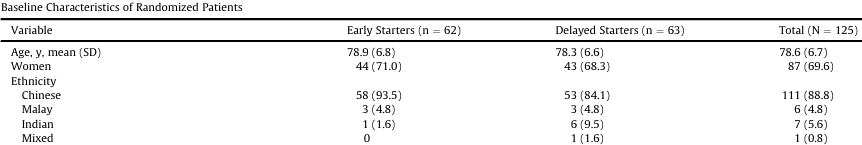 Baseline Characteristics of Randomized Patients
Variable Early Starters (n = 62) Delayed Starters (n = 63) Total (N = 125)
Age, y, mean (SD) 78.9 (6.8) 78.3 (6.6) 78.6 (6.7)
Women 44 (71.0) 43 (68.3) 87 (69.6)
Ethnicity
Chinese 58 (93.5) 53 (84.1) 111 (88.8)
Malay 3 (4.8) 3 (4.8) 6 (4.8)
Indian 1 (1.6) 6 (9.5) 7 (5.6)
Mixed 0 1 (1.6) 1 (0.8)